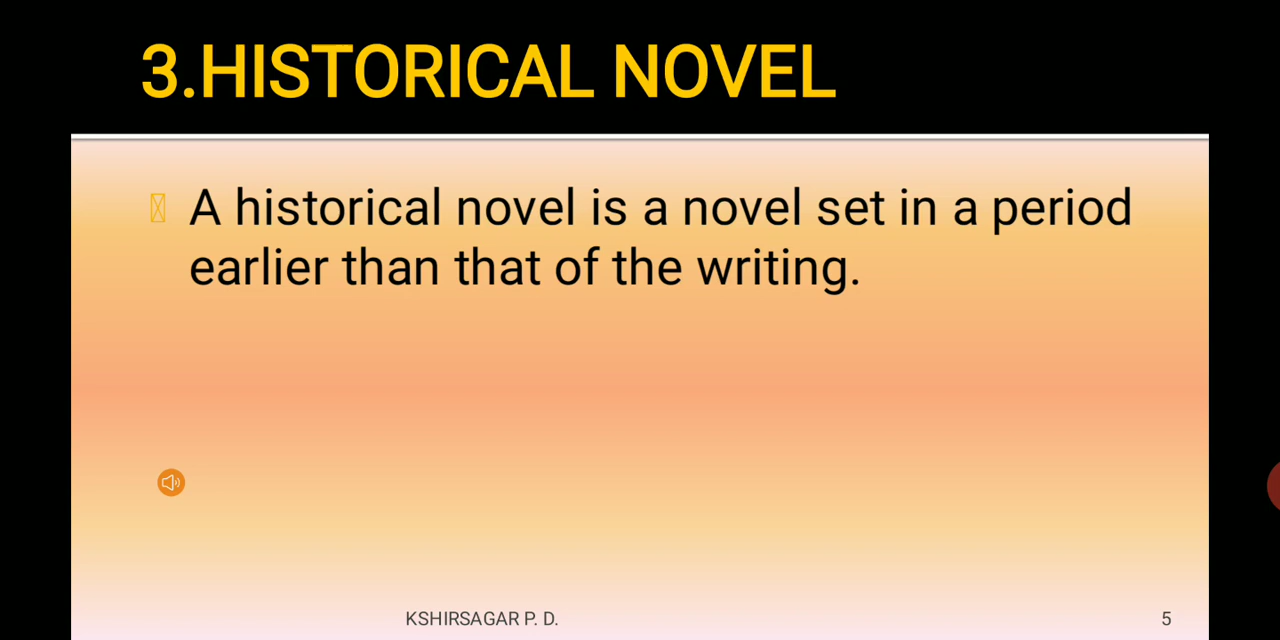 3.HISTORICAL NOVEL
A historical novel is a novel set in a period
earlier than that of the writing.
KSHIRSAGAR P. D.
5